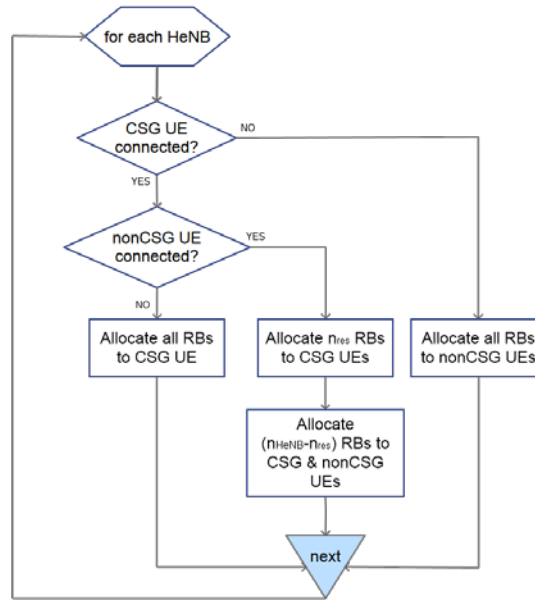 for each HeNB
CSG UE
connected?
NO
YES
nonCSG UE
connected?
YES
NO
Allocate all RBs
to CSG UE
Allocate nres RBs
to CSG UEs
Allocate all RBs
to nonCSG UEs
Allocate
(nHeNB-nres) RBs to
CSG & nonCSG
UEs
next